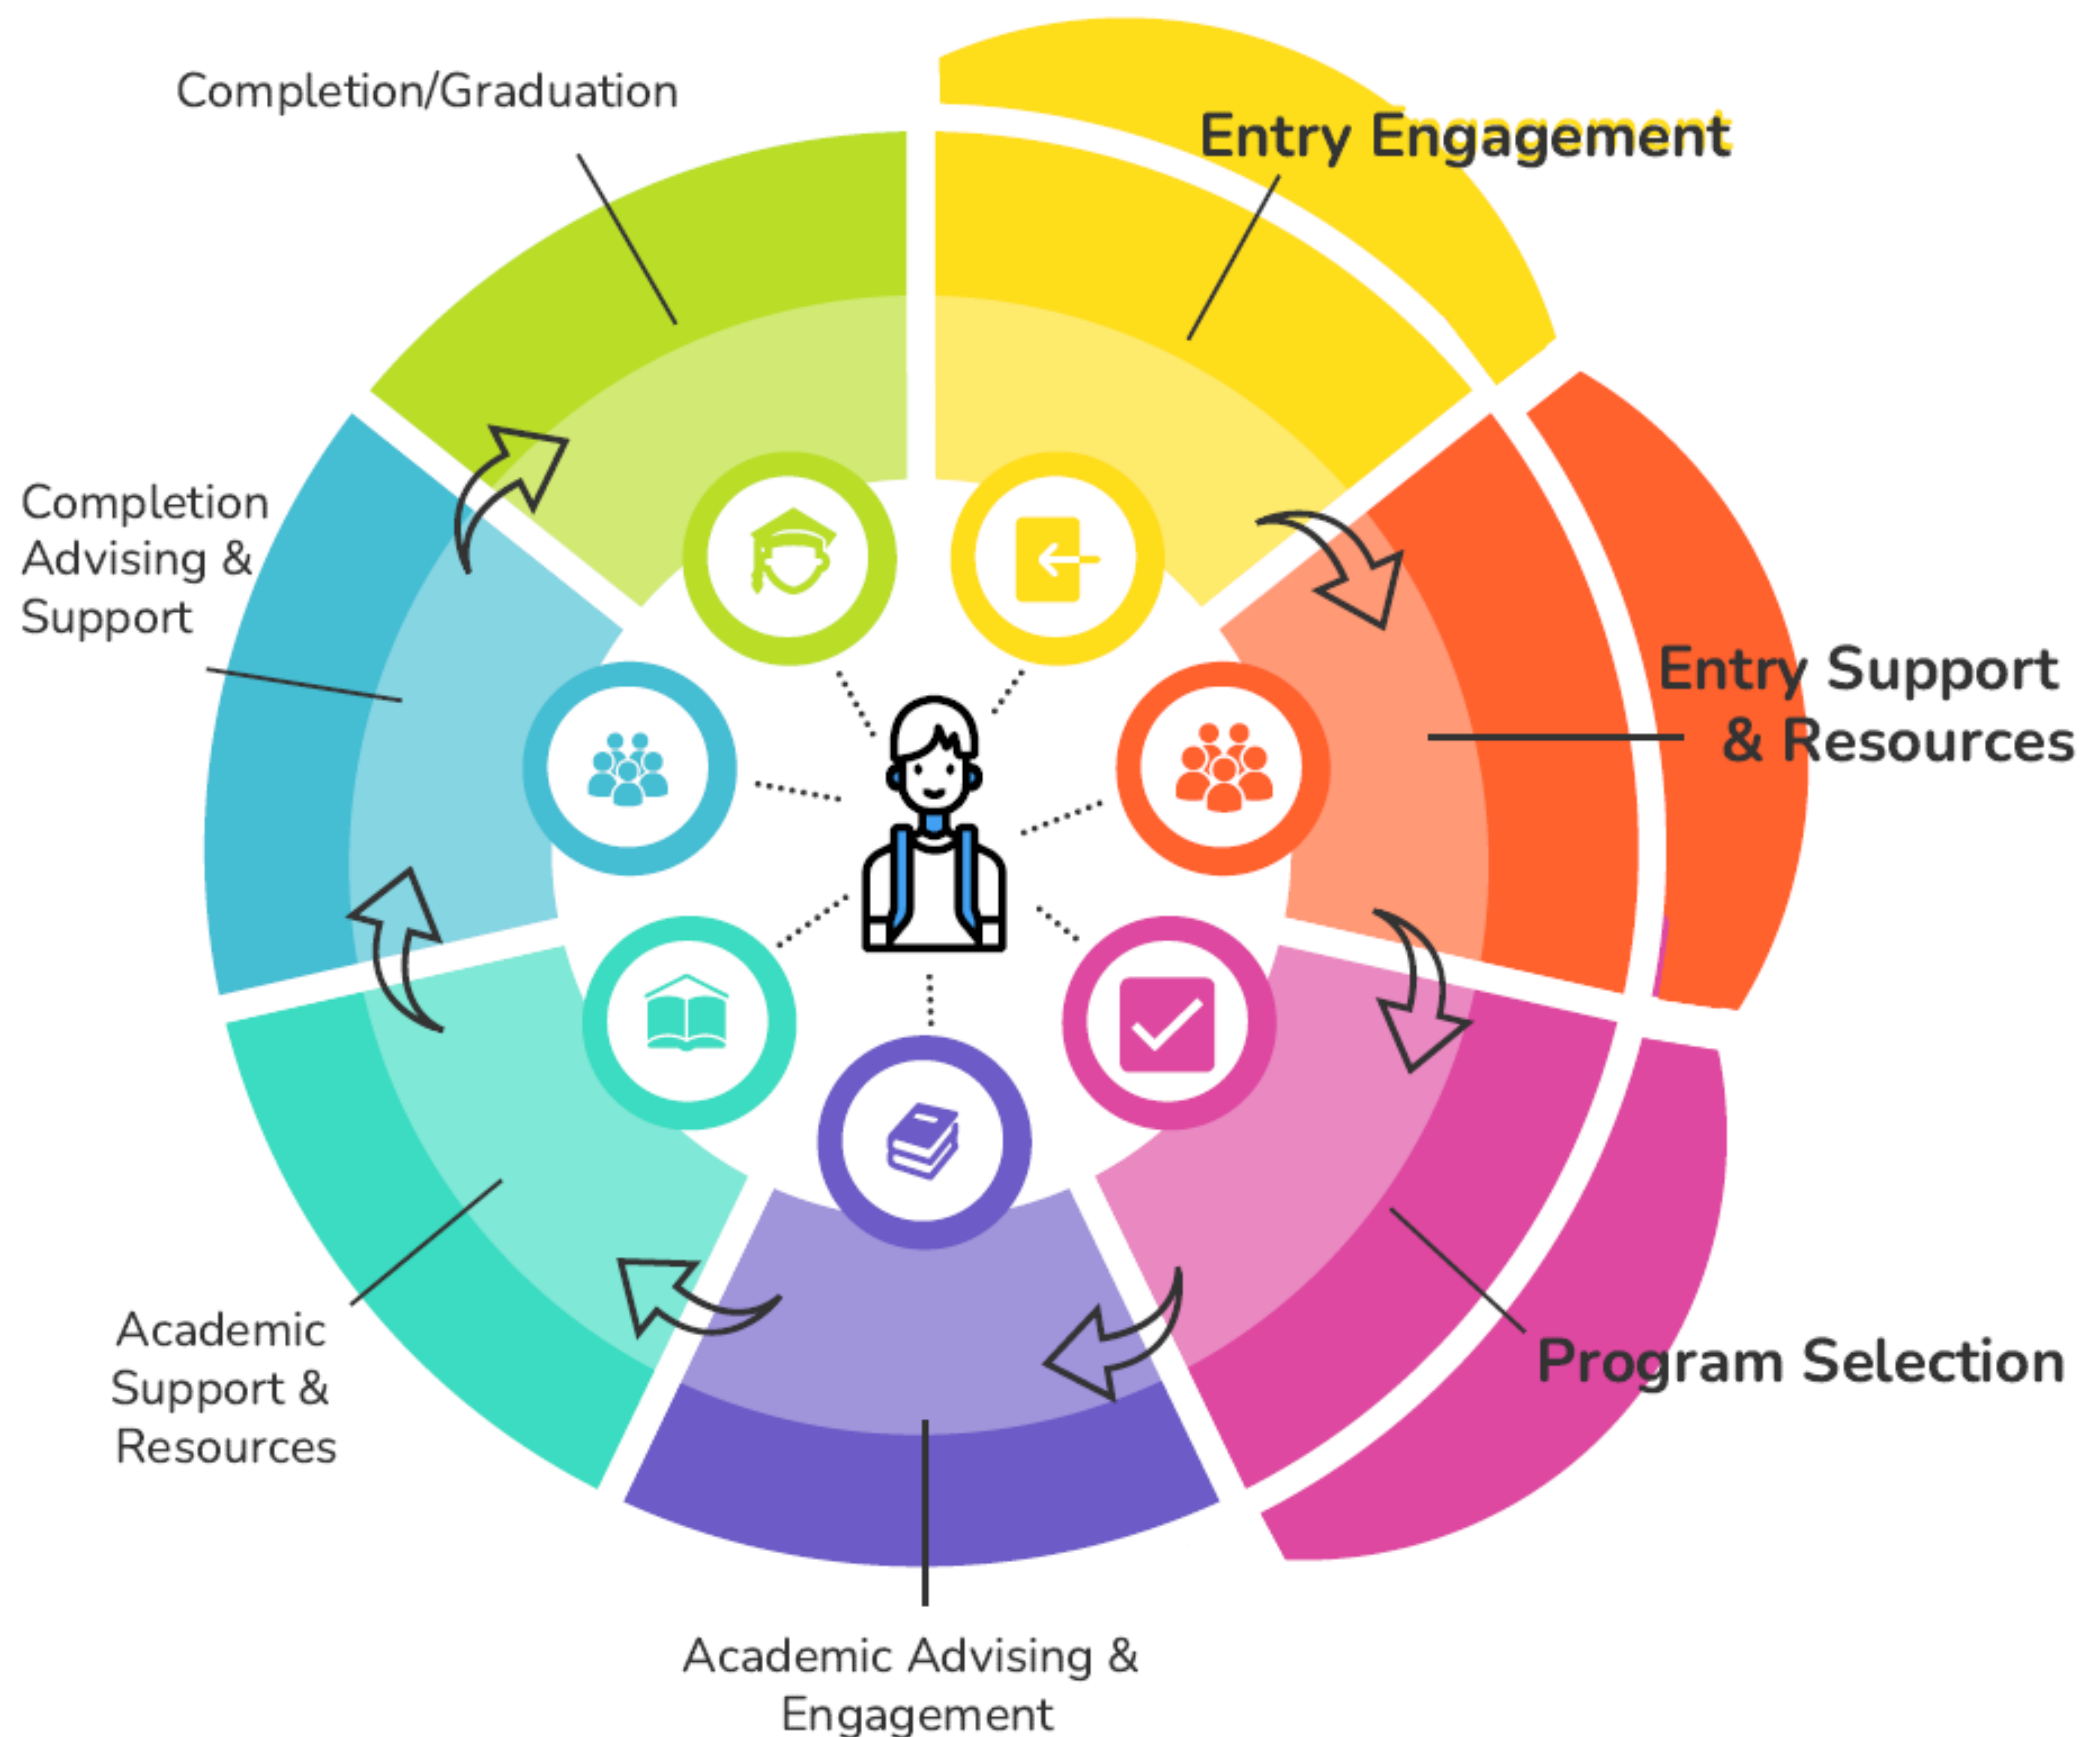 Completion/Graduation
Entry Engagement
Completion
Advising &
Support
Entry Support
& Resources
Academic
Support &
Resources
Program Selection
Academic Advising &
Engagement